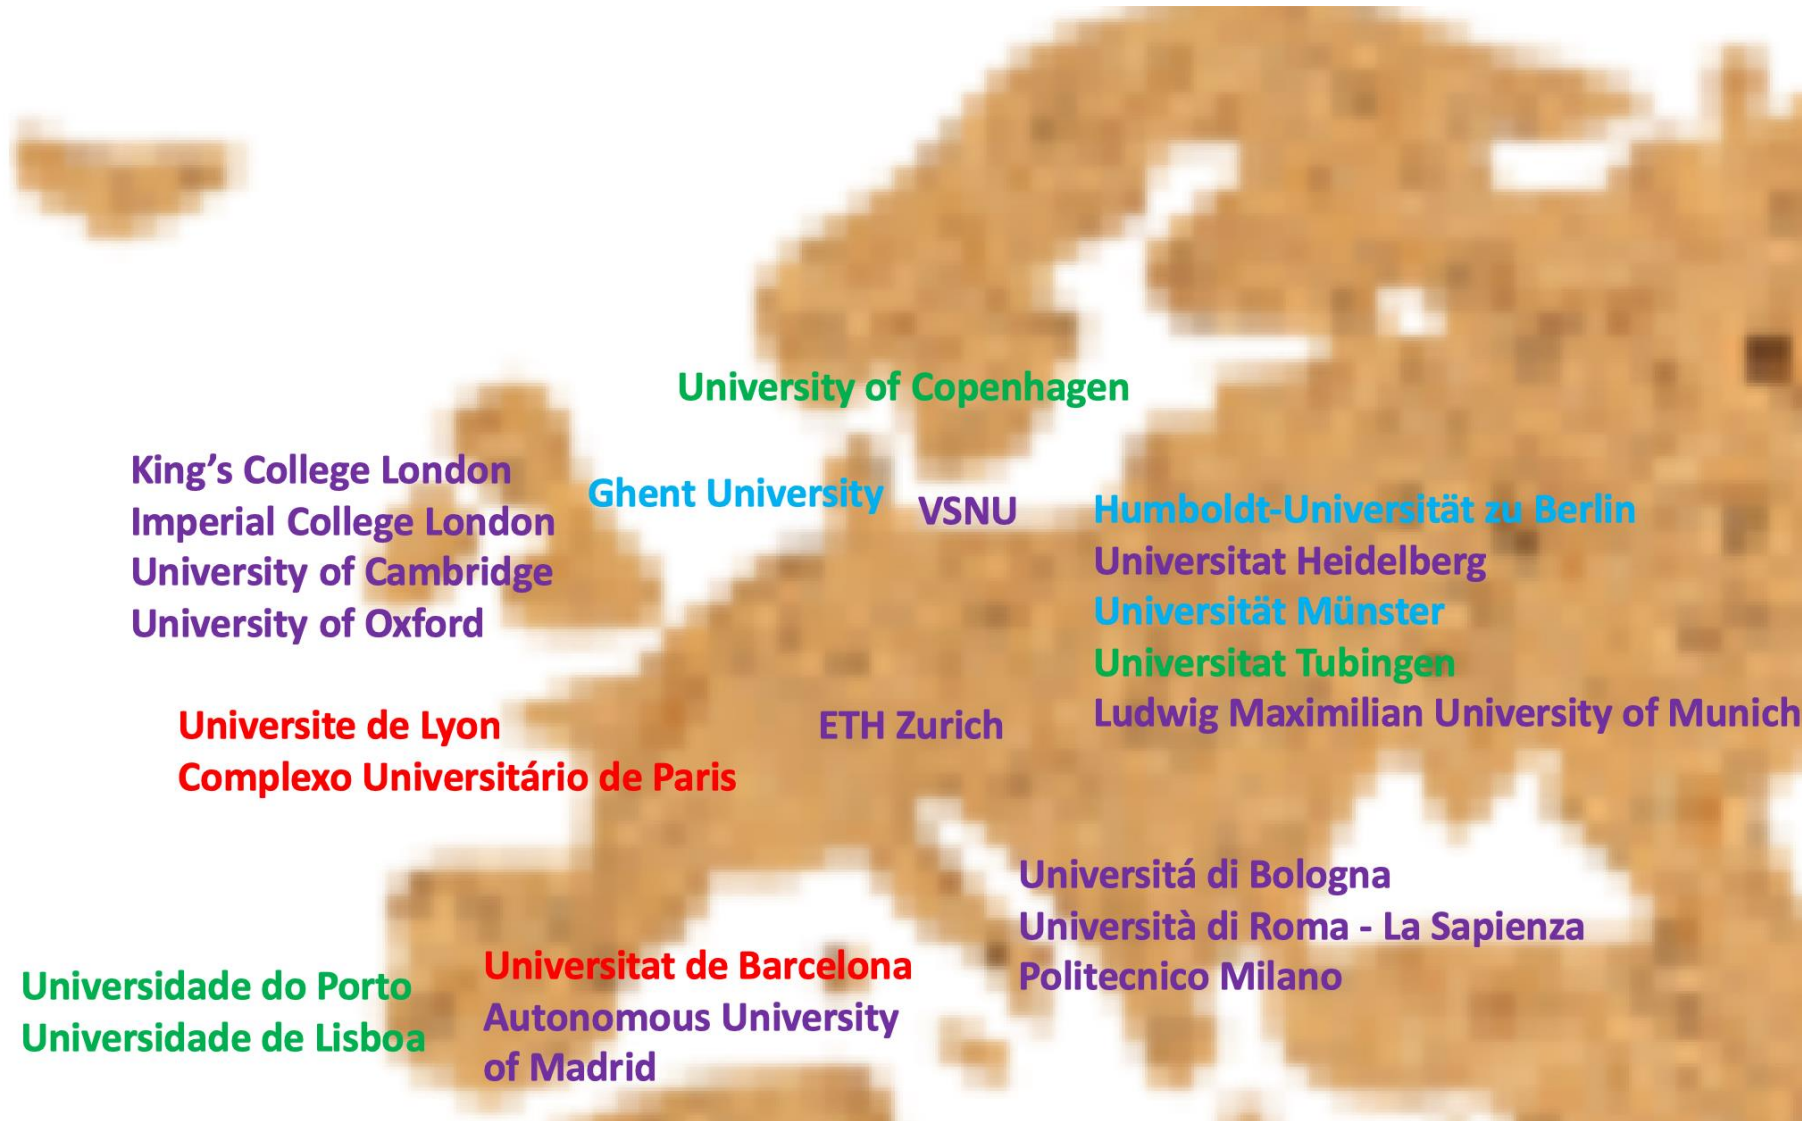 University of Copenhagen
King's College London
Imperial College London
University of Cambridge
University of Oxford
Ghent University
VSNU
Humboldt-Universität zu Berlin
Universitat Heidelberg
Universität Münster
Universitat Tubingen
Ludwig Maximilian University of Munich
Universite de Lyon
Complexo Universitário de Paris
ETH Zurich
Universitá di Bologna
Università di Roma - La Sapienza
Politecnico Milano
Universidade do Porto
Universidade de Lisboa
Universitat de Barcelona
Autonomous University
of Madrid